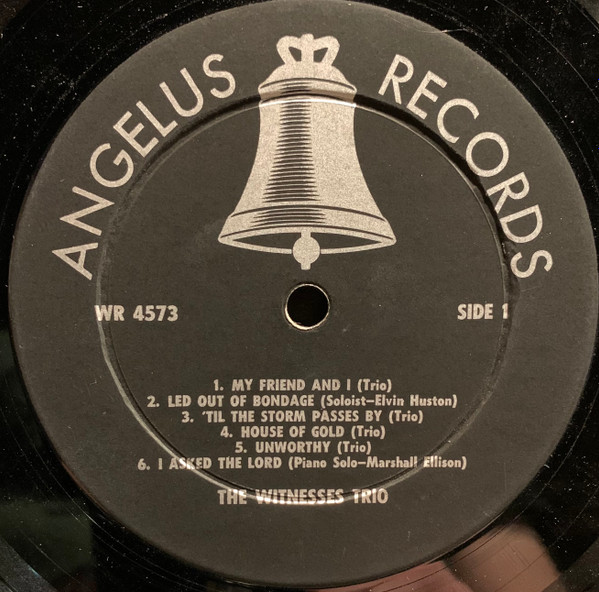 ANGELUS RECORDS
WR 4573
SIDE 1
1. MY FRIEND AND I (Trio)
2. LED OUT OF BONDAGE (Soloist—Elvin Huston)
3. 'TIL THE STORM PASSES BY (Trio)
4. HOUSE OF GOLD (Trio)
5. UNWORTHY (Trio)
6. I ASKED THE LORD (Piano Solo—Marshall Ellison)
THE WITNESSES TRIO